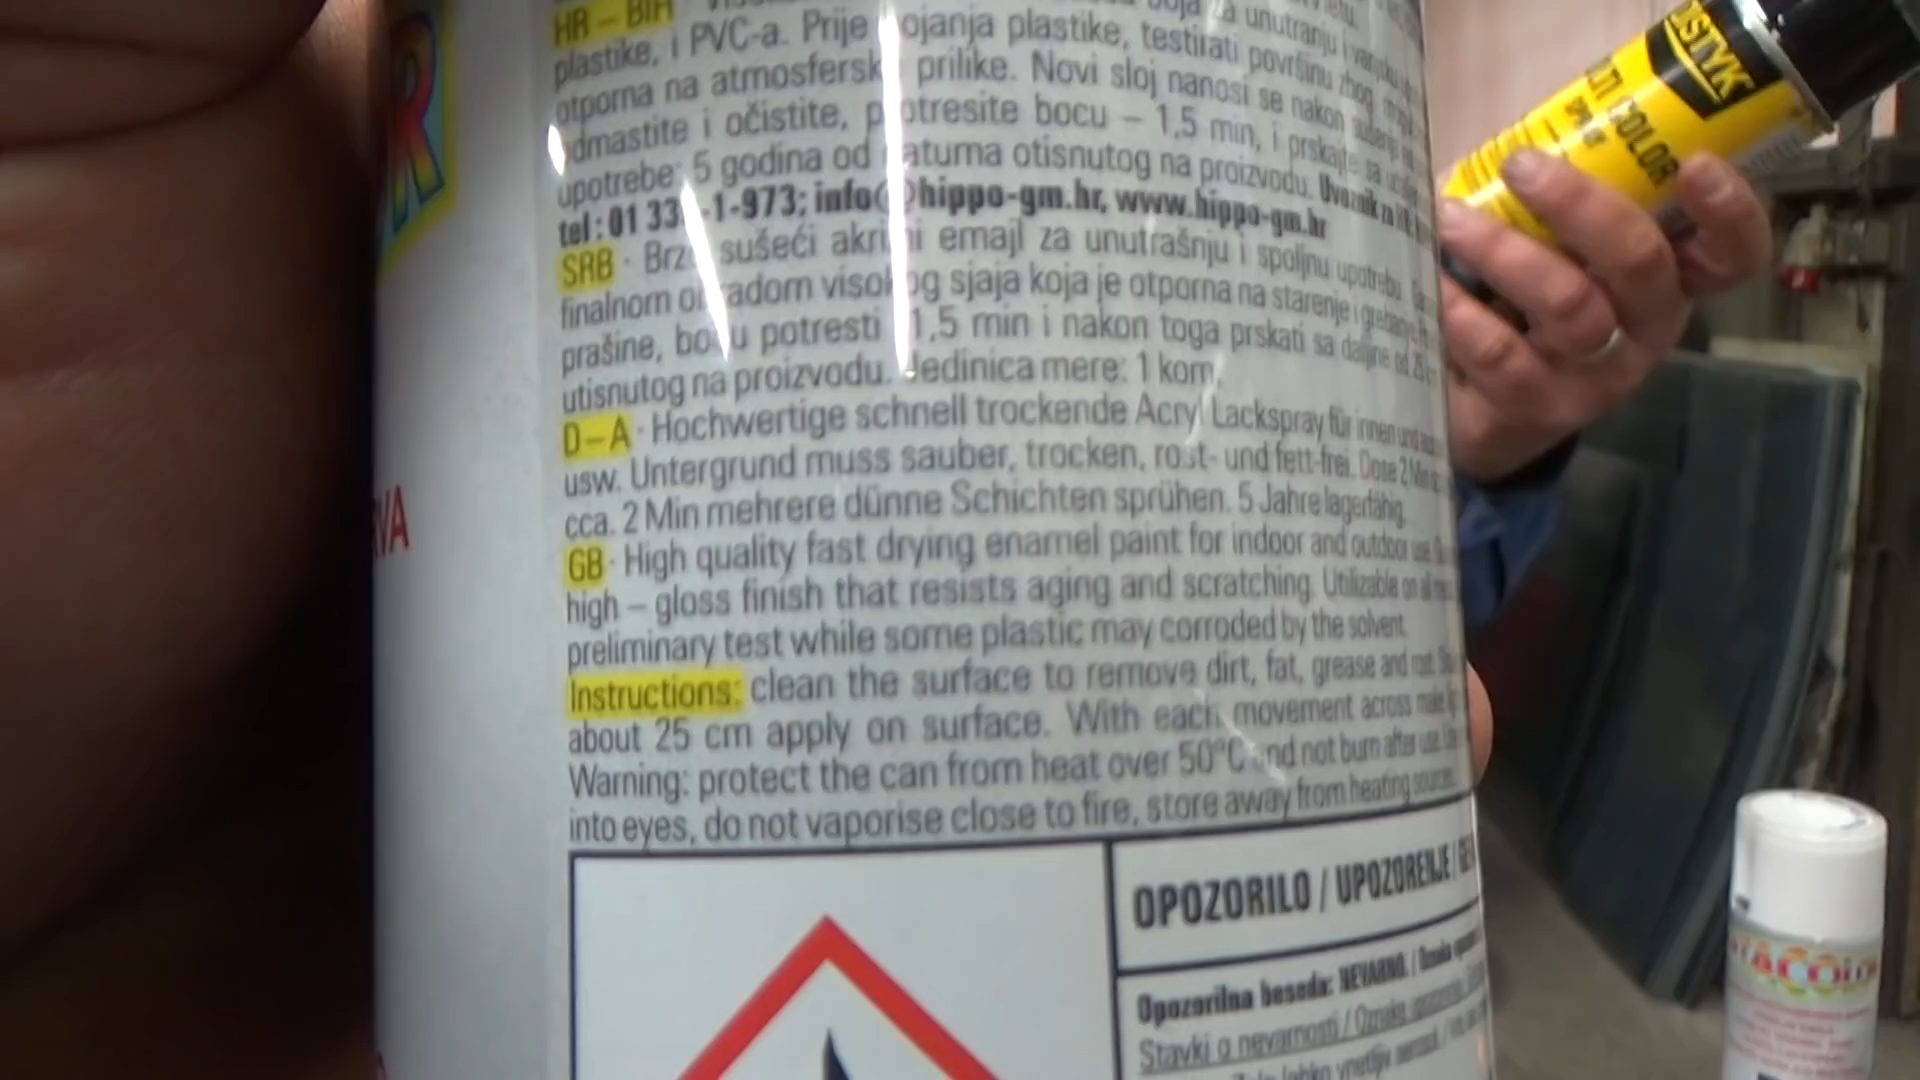 HR – BIH
plastike, i PVC-a. Prije bojanja plastike, testirati površinu zbog
otporna na atmosferske prilike. Novi sloj nanosi se nakon
odmastite i očistite, protresite bocu – 1,5 min, i prskajte sa
upotrebe: 5 godina od datuma otisnutog na proizvodu. Uvoznik za
tel: 01 33 -1-973; info@hippo-gm.hr, www.hippo-gm.hr
SRB · Brzo sušeći akrilni emajl za unutrašnju i spoljnu upotrebu.
finalnom obradom visokog sjaja koja je otporna na starenje i grebanje.
prašine, bocu potresti 1,5 min i nakon toga prskati sa daljine od 25
utisnutog na proizvodu. Jedinica mere: 1 kom.
D–A · Hochwertige schnell trockende Acryl Lackspray für innen und
usw. Untergrund muss sauber, trocken, rost- und fett-frei. Dose 2 Min
cca. 2 Min mehrere dünne Schichten sprühen. 5 Jahre lagerfähig.
GB · High quality fast drying enamel paint for indoor and outdoor use.
high – gloss finish that resists aging and scratching. Utilizable on all
preliminary test while some plastic may corroded by the solvent.
Instructions: clean the surface to remove dirt, fat, grease and rust.
about 25 cm apply on surface. With each movement across make
Warning: protect the can from heat over 50°C and not burn after use.
into eyes, do not vaporise close to fire, store away from heating sources.
OPOZORILO / UPOZORENJE /
Opozorilna beseda: NEVARNO. /
Stavki o nevarnosti /
lahko vnetljiv aerosol /
MULTI COLOR
SPRAY